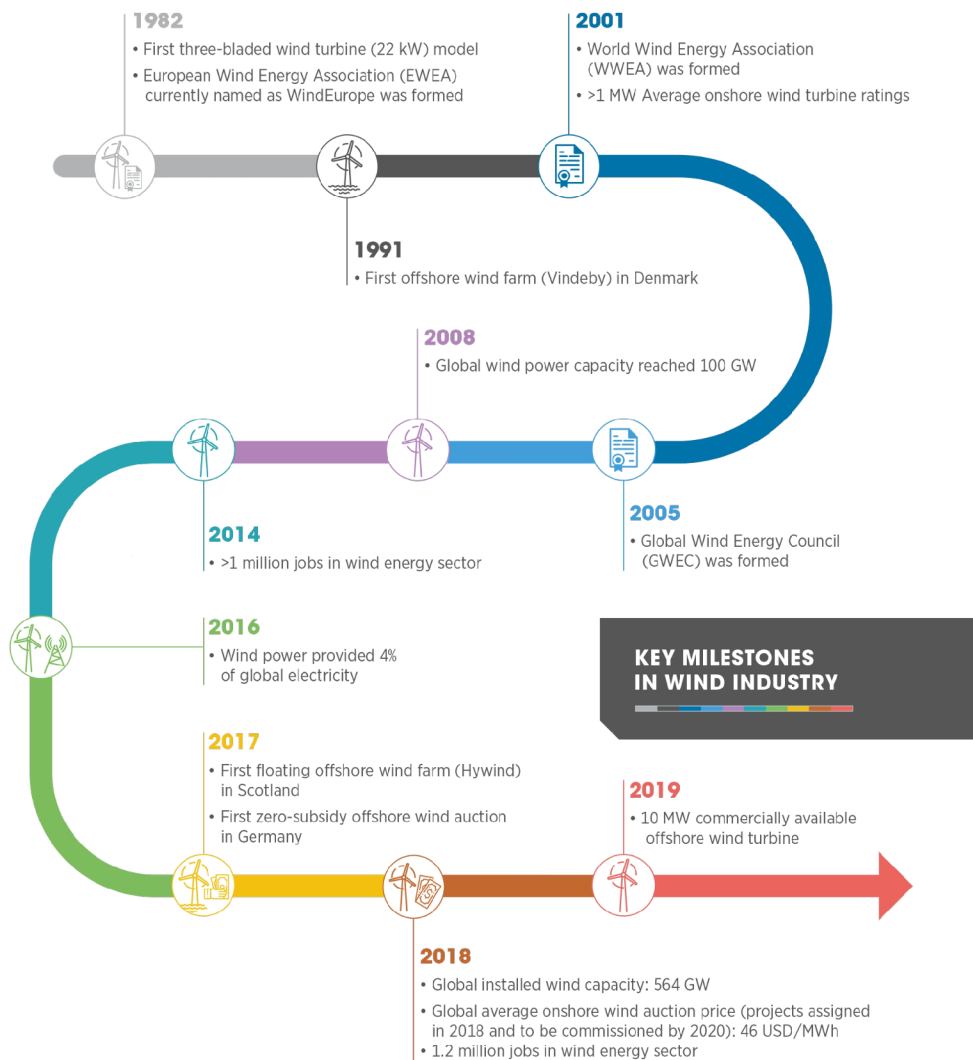 1982
• First three-bladed wind turbine (22 kW) model
• European Wind Energy Association (EWEA)
currently named as WindEurope was formed
2001
• World Wind Energy Association
(WWEA) was formed
• >1 MW Average onshore wind turbine ratings
1991
• First offshore wind farm (Vindeby) in Denmark
2008
• Global wind power capacity reached 100 GW
2005
• Global Wind Energy Council
(GWEC) was formed
2014
• >1 million jobs in wind energy sector
2016
• Wind power provided 4%
of global electricity
KEY MILESTONES
IN WIND INDUSTRY
2017
• First floating offshore wind farm (Hywind)
in Scotland
• First zero-subsidy offshore wind auction
in Germany
2019
• 10 MW commercially available
offshore wind turbine
2018
• Global installed wind capacity: 564 GW
• Global average onshore wind auction price (projects assigned
in 2018 and to be commissioned by 2020): 46 USD/MWh
• 1.2 million jobs in wind energy sector